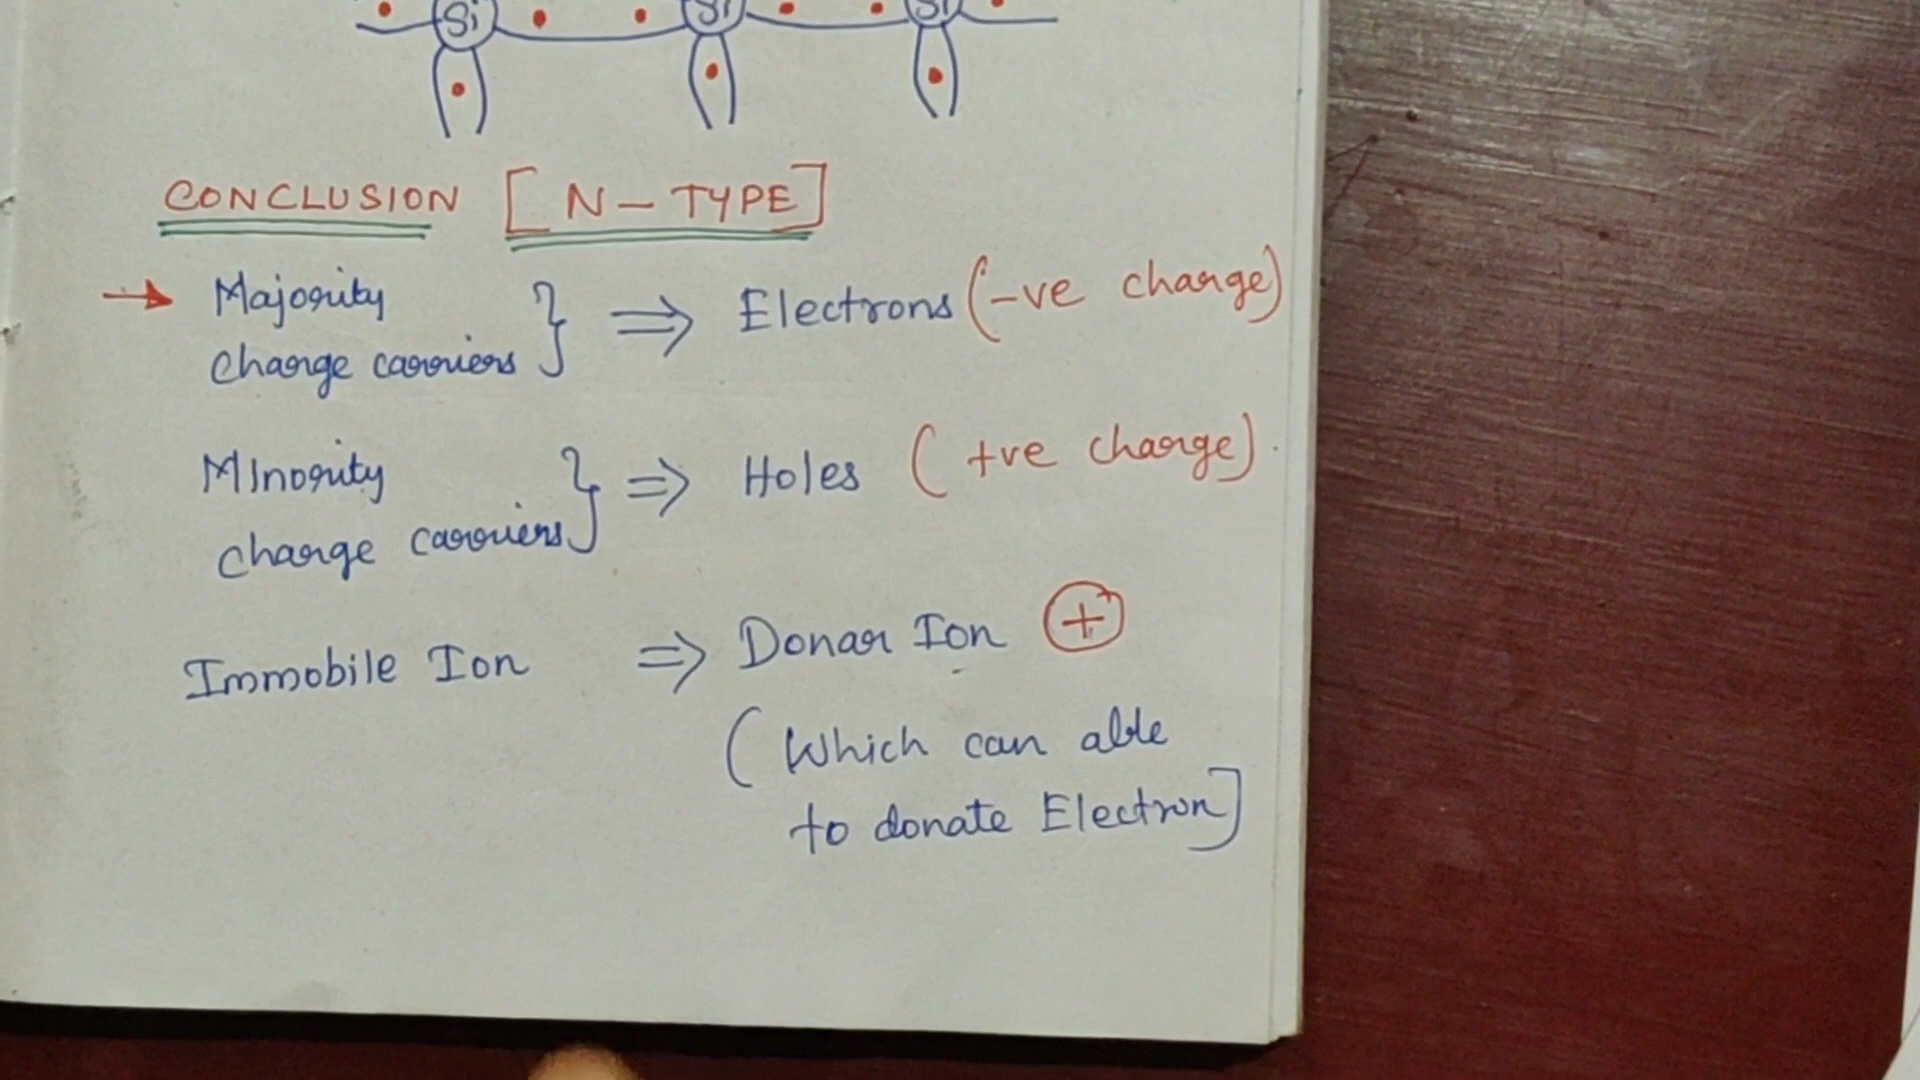 Si Si Si
CONCLUSION [ N - TYPE ]
Majority
charge carriers } ⇒ Electrons (-ve charge)
MInority
charge carriers } ⇒ Holes (+ve charge).
Immobile Ion ⇒ Donar Ion +
(Which can able
to donate Electron]